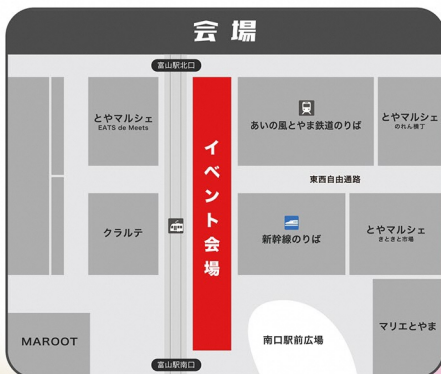 会場
富山駅北口
とやマルシェ
EATS de Meets
あいの風とやま鉄道のりば
とやマルシェ
のれん横丁
イベント会場
東西自由通路
クラルテ
新幹線のりば
とやマルシェ
きときと市場
MAROOT
南口駅前広場
マリエとやま
富山駅南口